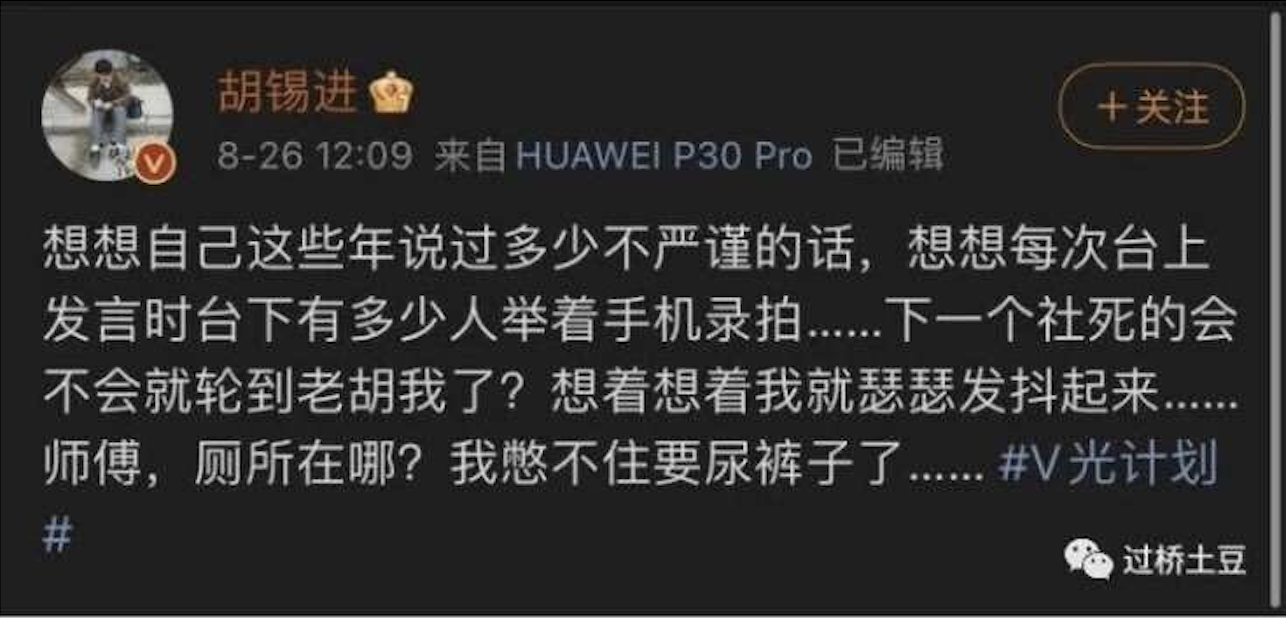 胡锡进
+关注
8-26 12:09 来自 HUAWEI P30 Pro 已编辑
想想自己这些年说过多少不严谨的话，想想每次台上
发言时台下有多少人举着手机录拍……下一个社死的会
不会就轮到老胡我了？想着想着我就瑟瑟发抖起来……
师傅，厕所在哪？我憋不住要尿裤子了…… #V光计划
#
过桥土豆